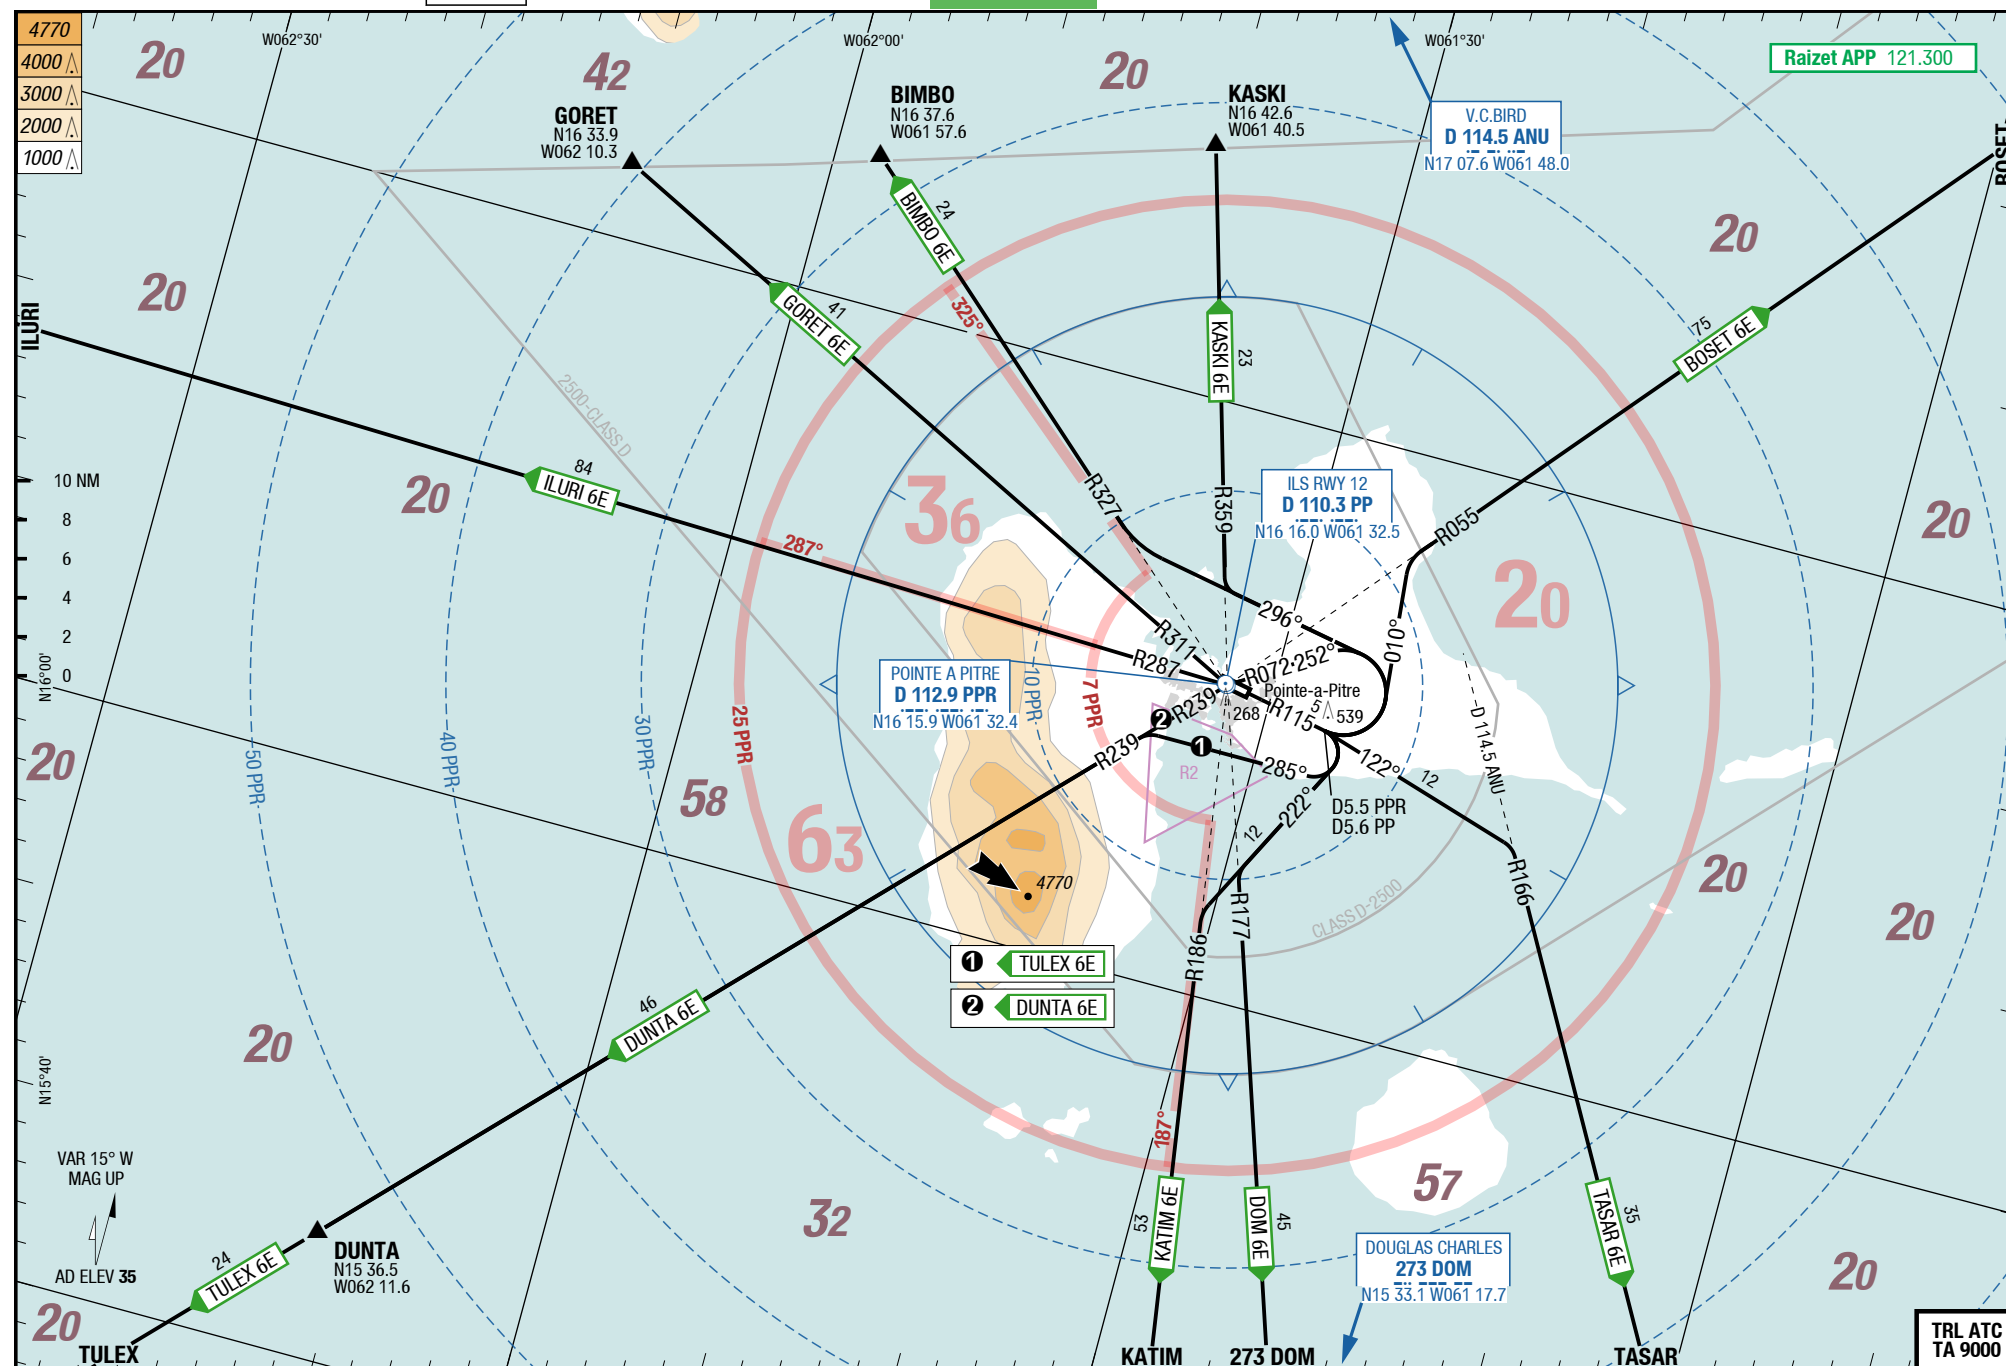 4770
4000
3000
2000
1000
20
W062°30'
42
W062°00'
20
W061°30'
Raizet APP 121.300
GORET
N16 33.9
W062 10.3
BIMBO
N16 37.6
W061 57.6
KASKI
N16 42.6
W061 40.5
V.C.BIRD
D 114.5 ANU
N17 07.6 W061 48.0
BOSET
20
20
ILURI
24
BIMBO 6E
41
GORET 6E
325°
KASKI 6E
23
75
BOSET 6E
2500-CLASS D
84
ILURI 6E
20
36
R327
R359
ILS RWY 12
D 110.3 PP
N16 16.0 W061 32.5
R055
20
10 NM
8
6
4
2
0
N16°00'
287°
20
296°
010°
R311
R287
R072
252°
POINTE A PITRE
D 112.9 PPR
N16 15.9 W061 32.4
10 PPR
7 PPR
R239
Pointe-a-Pitre
268
R115
5
539
D 114.5 ANU
50 PPR
40 PPR
30 PPR
25 PPR
20
58
63
2
1
R239
R2
285°
122°
12
222°
12
D5.5 PPR
D5.6 PP
4770
R177
R166
20
20
CLASS D-2500
R186
1 TULEX 6E
2 DUNTA 6E
46
DUNTA 6E
20
N15°40'
187°
VAR 15° W
MAG UP
AD ELEV 35
32
57
53
KATIM 6E
DOM 6E
45
TASAR 6E
35
DOUGLAS CHARLES
273 DOM
N15 33.1 W061 17.7
20
24
TULEX 6E
DUNTA
N15 36.5
W062 11.6
20
TULEX
KATIM
273 DOM
TASAR
TRL ATC
TA 9000